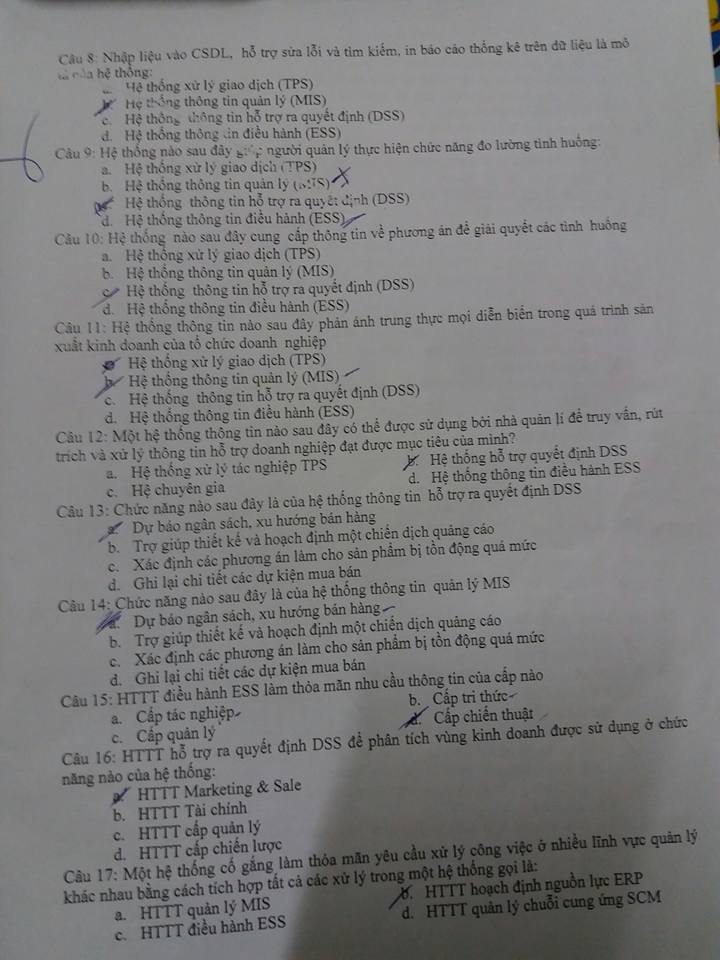 Câu 8: Nhập liệu vào CSDL, hỗ trợ sửa lỗi và tìm kiếm, in báo cáo thống kê trên dữ liệu là mô
của hệ thống:
Hệ thống xử lý giao dịch (TPS)
Hệ thống thông tin quản lý (MIS)
c. Hệ thống thông tin hỗ trợ ra quyết định (DSS)
d. Hệ thống thông tin điều hành (ESS)
Câu 9: Hệ thống nào sau đây giúp người quản lý thực hiện chức năng đo lường tình huống:
a. Hệ thống xử lý giao dịch (TPS)
b. Hệ thống thông tin quản lý (MIS)
Hệ thống thông tin hỗ trợ ra quyết định (DSS)
d. Hệ thống thông tin điều hành (ESS)
Câu 10: Hệ thống nào sau đây cung cấp thông tin về phương án để giải quyết các tình huống
a. Hệ thống xử lý giao dịch (TPS)
b. Hệ thống thông tin quản lý (MIS)
c. Hệ thống thông tin hỗ trợ ra quyết định (DSS)
d. Hệ thống thông tin điều hành (ESS)
Câu 11: Hệ thống thông tin nào sau đây phản ánh trung thực mọi diễn biến trong quá trình sản
xuất kinh doanh của tổ chức doanh nghiệp
a. Hệ thống xử lý giao dịch (TPS)
b. Hệ thống thông tin quản lý (MIS)
c. Hệ thống thông tin hỗ trợ ra quyết định (DSS)
d. Hệ thống thông tin điều hành (ESS)
Câu 12: Một hệ thống thông tin nào sau đây có thể được sử dụng bởi nhà quản lí để truy vấn, rút
trích và xử lý thông tin hỗ trợ doanh nghiệp đạt được mục tiêu của mình?
a. Hệ thống xử lý tác nghiệp TPS b. Hệ thống hỗ trợ quyết định DSS
c. Hệ chuyên gia d. Hệ thống thông tin điều hành ESS
Câu 13: Chức năng nào sau đây là của hệ thống thông tin hỗ trợ ra quyết định DSS
a. Dự báo ngân sách, xu hướng bán hàng
b. Trợ giúp thiết kế và hoạch định một chiến dịch quảng cáo
c. Xác định các phương án làm cho sản phẩm bị tồn động quá mức
d. Ghi lại chi tiết các dự kiện mua bán
Câu 14: Chức năng nào sau đây là của hệ thống thông tin quản lý MIS
a. Dự báo ngân sách, xu hướng bán hàng
b. Trợ giúp thiết kế và hoạch định một chiến dịch quảng cáo
c. Xác định các phương án làm cho sản phẩm bị tồn động quá mức
d. Ghi lại chi tiết các dự kiện mua bán
Câu 15: HTTT điều hành ESS làm thỏa mãn nhu cầu thông tin của cấp nào
a. Cấp tác nghiệp b. Cấp tri thức
c. Cấp quản lý d. Cấp chiến thuật
Câu 16: HTTT hỗ trợ ra quyết định DSS để phân tích vùng kinh doanh được sử dụng ở chức
năng nào của hệ thống:
a. HTTT Marketing & Sale
b. HTTT Tài chính
c. HTTT cấp quản lý
d. HTTT cấp chiến lược
Câu 17: Một hệ thống cố gắng làm thỏa mãn yêu cầu xử lý công việc ở nhiều lĩnh vực quản lý
khác nhau bằng cách tích hợp tất cả các xử lý trong một hệ thống gọi là:
a. HTTT quản lý MIS b. HTTT hoạch định nguồn lực ERP
c. HTTT điều hành ESS d. HTTT quản lý chuỗi cung ứng SCM